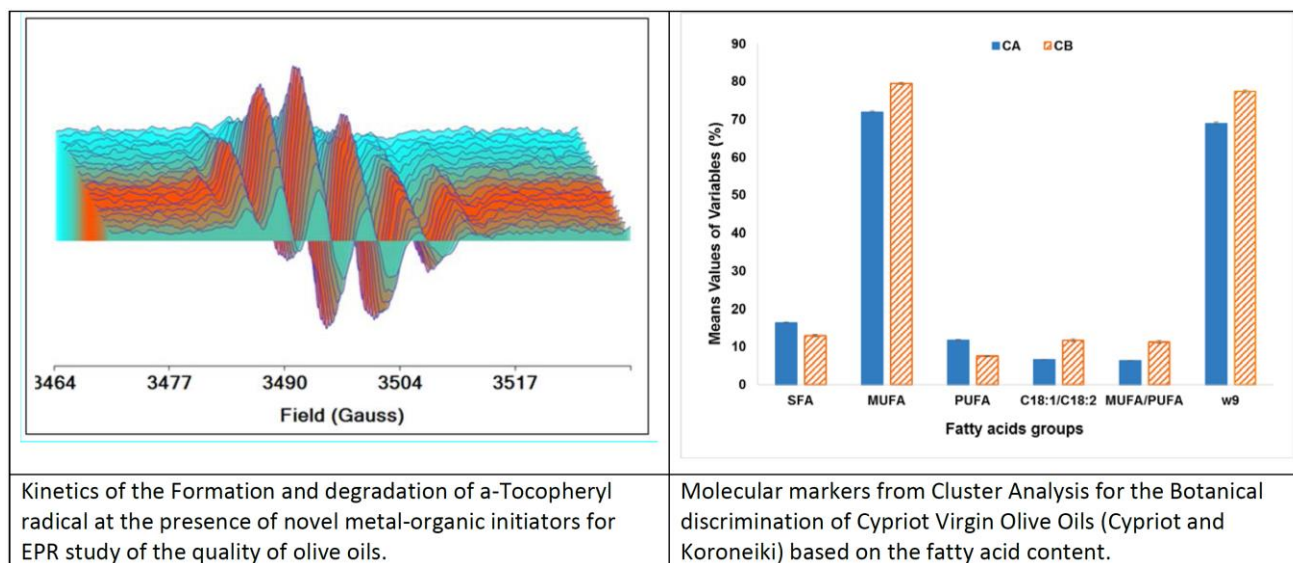 3464 3477 3490 3504 3517
Field (Gauss)
CA CB
90
80
70
60
50
40
30
20
10
0
Means Values of Variables (%)
SFA MUFA PUFA C18:1/C18:2 MUFA/PUFA w9
Fatty acids groups
Kinetics of the Formation and degradation of a-Tocopheryl
radical at the presence of novel metal-organic initiators for
EPR study of the quality of olive oils.
Molecular markers from Cluster Analysis for the Botanical
discrimination of Cypriot Virgin Olive Oils (Cypriot and
Koroneiki) based on the fatty acid content.